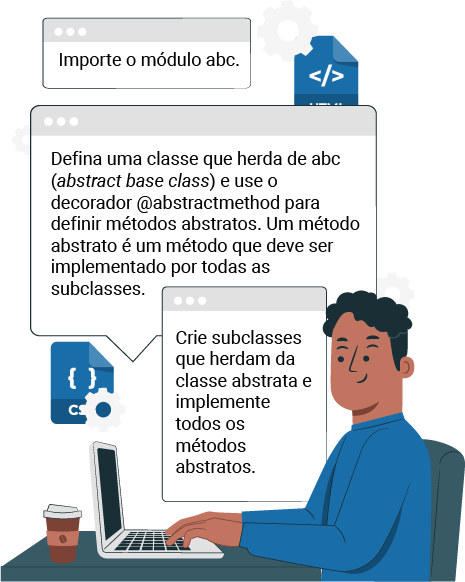 Importe o módulo abc.
</>
HTML
Defina uma classe que herda de abc
(abstract base class) e use o
decorador @abstractmethod para
definir métodos abstratos. Um método
abstrato é um método que deve ser
implementado por todas as
subclasses.
Crie subclasses
que herdam da
classe abstrata e
implemente
todos os
métodos
abstratos.
{ }